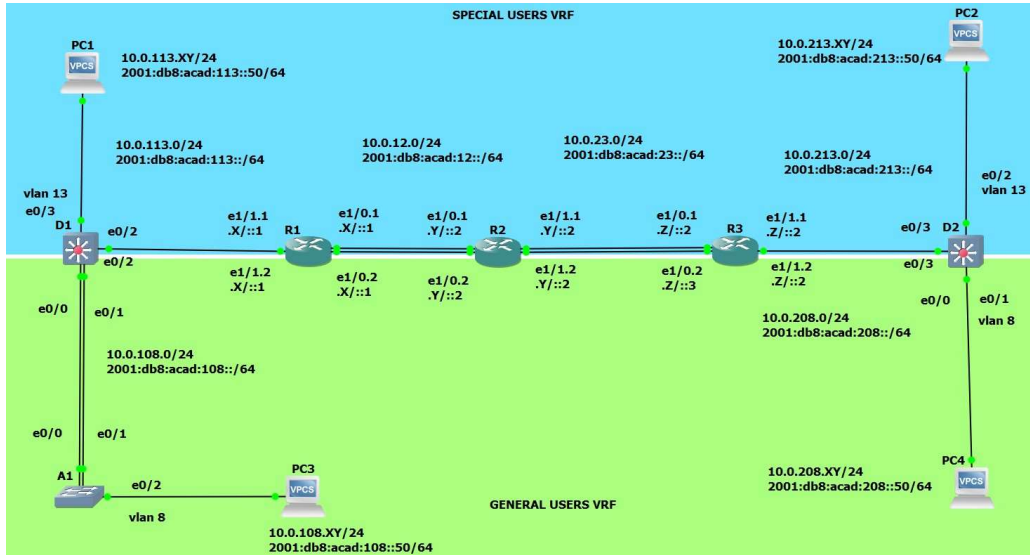 SPECIAL USERS VRF
PC1
VPCS
10.0.113.XY/24
2001:db8:acad:113::50/64
PC2
VPCS
10.0.213.XY/24
2001:db8:acad:213::50/64
10.0.113.0/24
2001:db8:acad:113::/64
10.0.12.0/24
2001:db8:acad:12::/64
10.0.23.0/24
2001:db8:acad:23::/64
10.0.213.0/24
2001:db8:acad:213::/64
vlan 13
e0/3
D1
e0/2
e0/2
e1/1.1
.X/::1
R1
e1/0.1
.X/::1
e1/0.1
.Y/::2
R2
e1/1.1
.Y/::2
e1/0.1
.Z/::2
R3
e1/1.1
.Z/::2
e0/3
D2
e0/2
vlan 13
e1/1.2
.X/::1
e1/0.2
.X/::1
e1/0.2
.Y/::2
e1/1.2
.Y/::2
e1/0.2
.Z/::3
e1/1.2
.Z/::2
e0/3
e0/0
e0/1
vlan 8
e0/0
e0/1
10.0.108.0/24
2001:db8:acad:108::/64
10.0.208.0/24
2001:db8:acad:208::/64
e0/0
e0/1
A1
e0/2
vlan 8
PC3
VPCS
10.0.108.XY/24
2001:db8:acad:108::50/64
GENERAL USERS VRF
PC4
VPCS
10.0.208.XY/24
2001:db8:acad:208::50/64